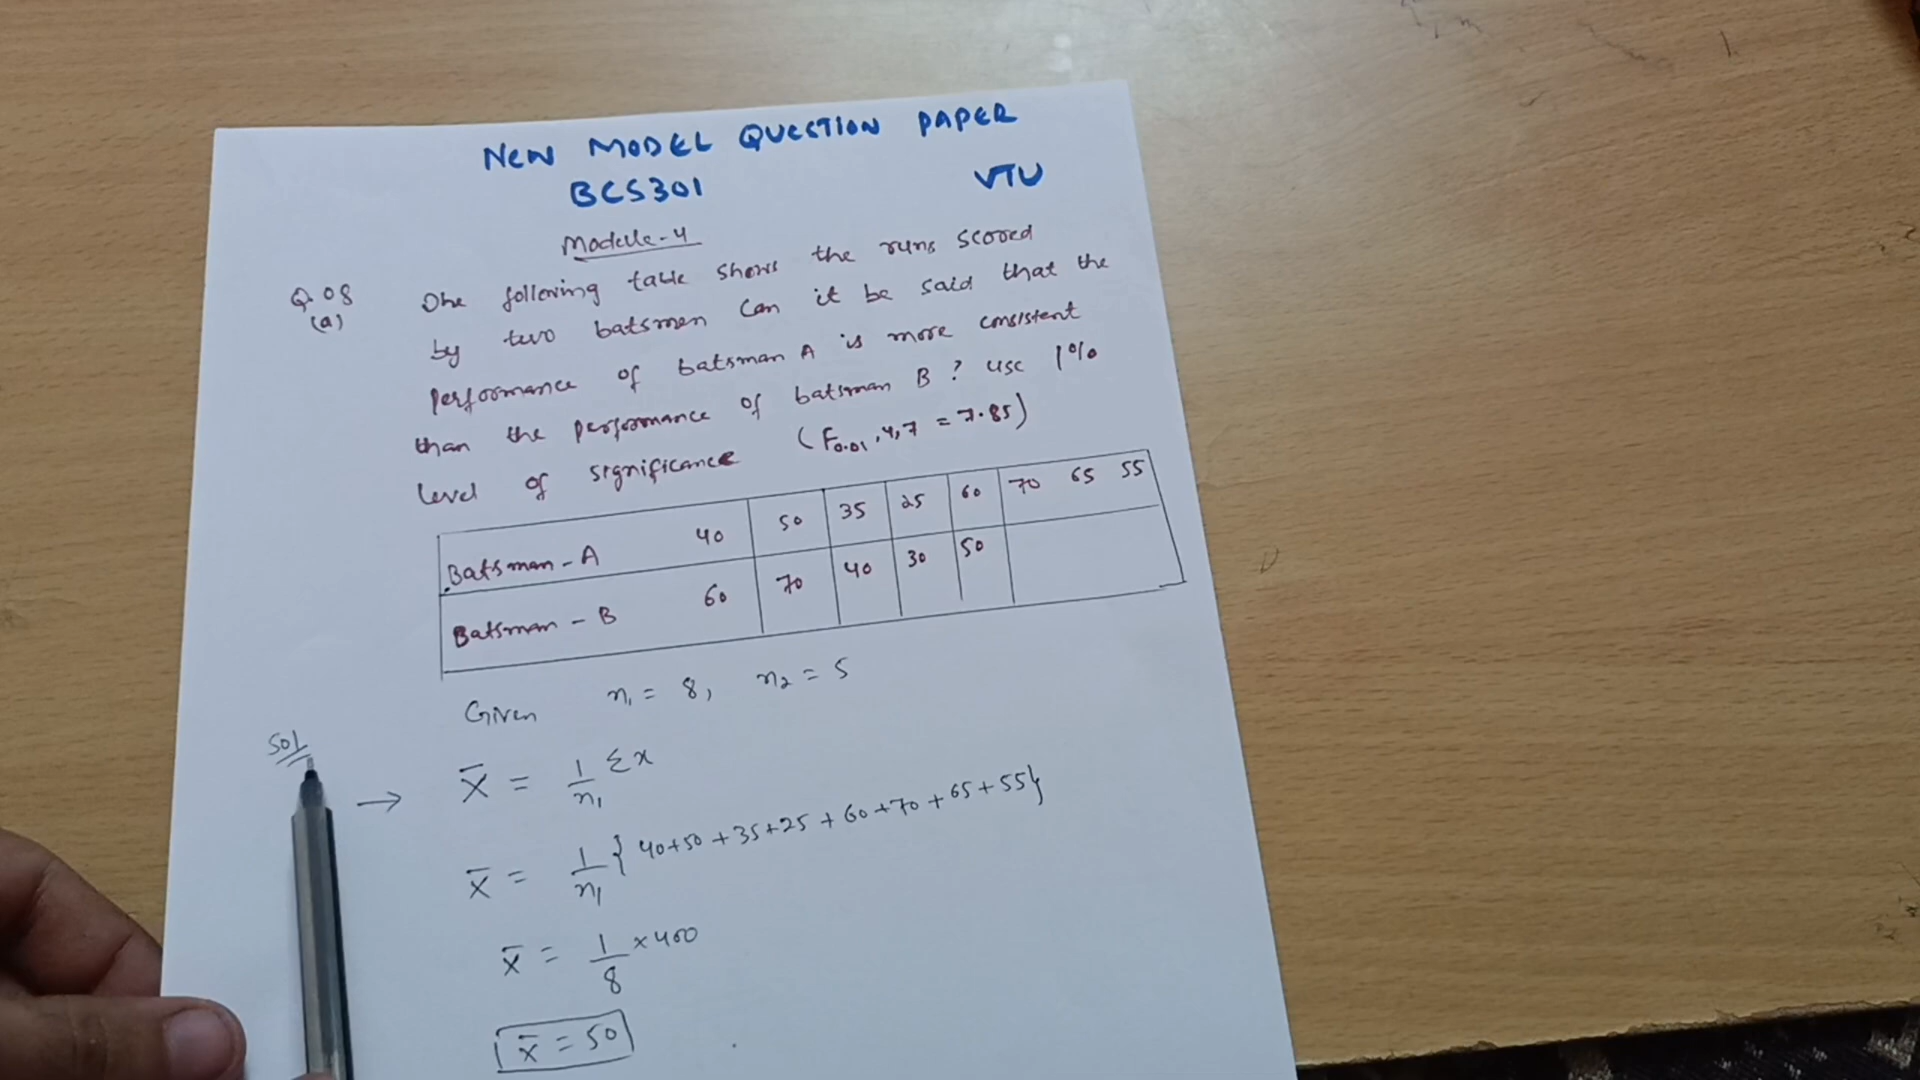 NEW MODEL QUESTION PAPER
BCS301 VTU
Module-4
Q.08 The following table shows the runs scored
(a) by two batsmen can it be said that the
performance of batsman A is more consistent
than the performance of batsman B? use 1%
level of significance (F0.01, 4,7 = 7.85)
Batsman-A 40 50 35 25 60 70 65 55
Batsman-B 60 70 40 30 50
Given n₁ = 8, n₂ = 5
Sol
→ x̄ = 1/n₁ Σx
x̄ = 1/n₁ {40+50+35+25+60+70+65+55}
x̄ = 1/8 ×400
x̄ = 50